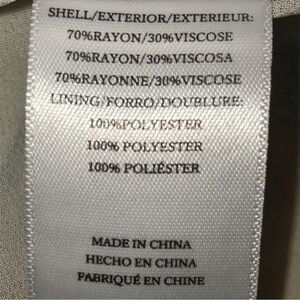 SHELL/EXTERIOR/EXTERIEUR:
70%RAYON/30%VISCOSE
70%RAYON/30%VISCOSA
70%RAYONNE/30%VISCOSE
LINING/FORRO/DOUBLURE:
100%POLYESTER
100% POLYESTER
100% POLIÉSTER
MADE IN CHINA
HECHO EN CHINA
FABRIQUÉ EN CHINE